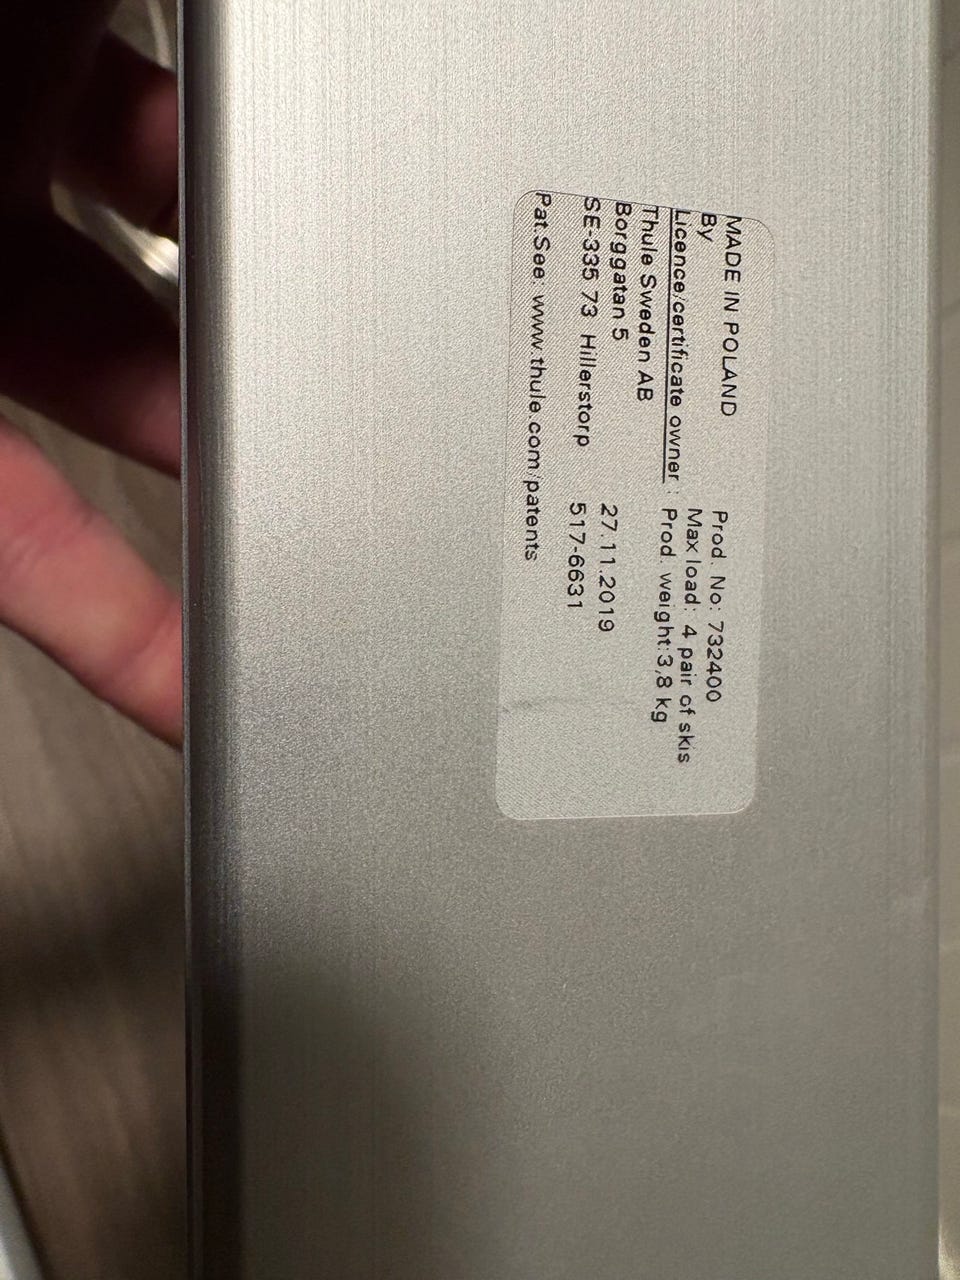 MADE IN POLAND
By
Licence/certificate owner :
Thule Sweden AB
Borggatan 5
SE-335 73 Hillerstorp
Pat.See: www.thule.com/patents
Prod. No: 732400
Max load: 4 pair of skis
Prod. weight:3,8 kg
27.11.2019
517-6631